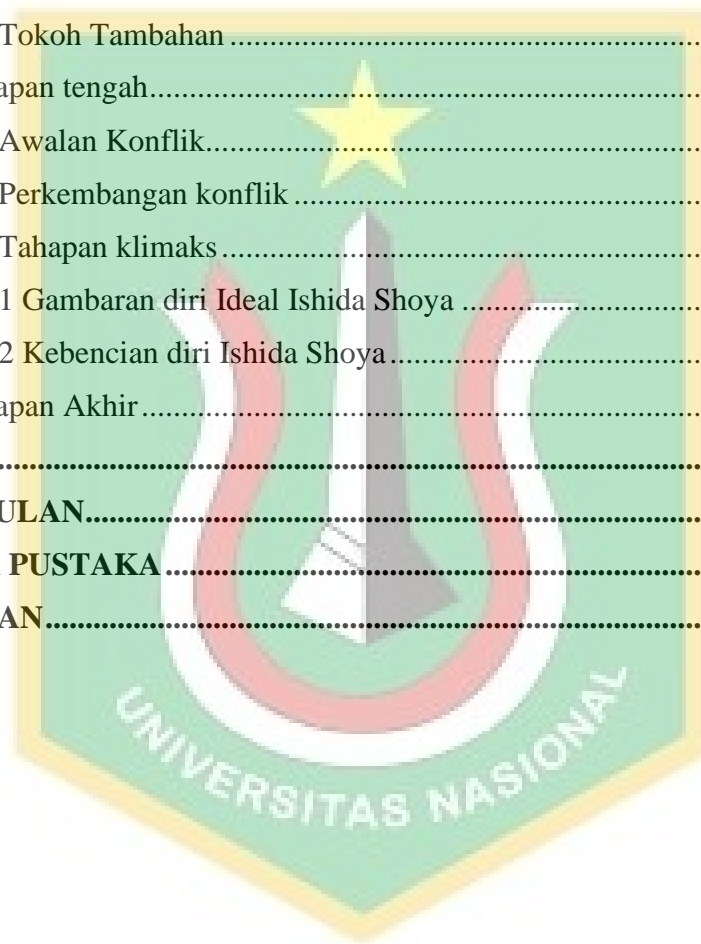 Tokoh Tambahan ..........................................................
apan tengah....................................................................
Awalan Konflik.............................................................
Perkembangan konflik ..................................................
Tahapan klimaks ...........................................................
1 Gambaran diri Ideal Ishida Shoya .............................
2 Kebencian diri Ishida Shoya.......................................
apan Akhir .....................................................................
.......................................................................................
ULAN.............................................................................
PUSTAKA ....................................................................
AN..................................................................................
UNIVERSITAS NASIONAL